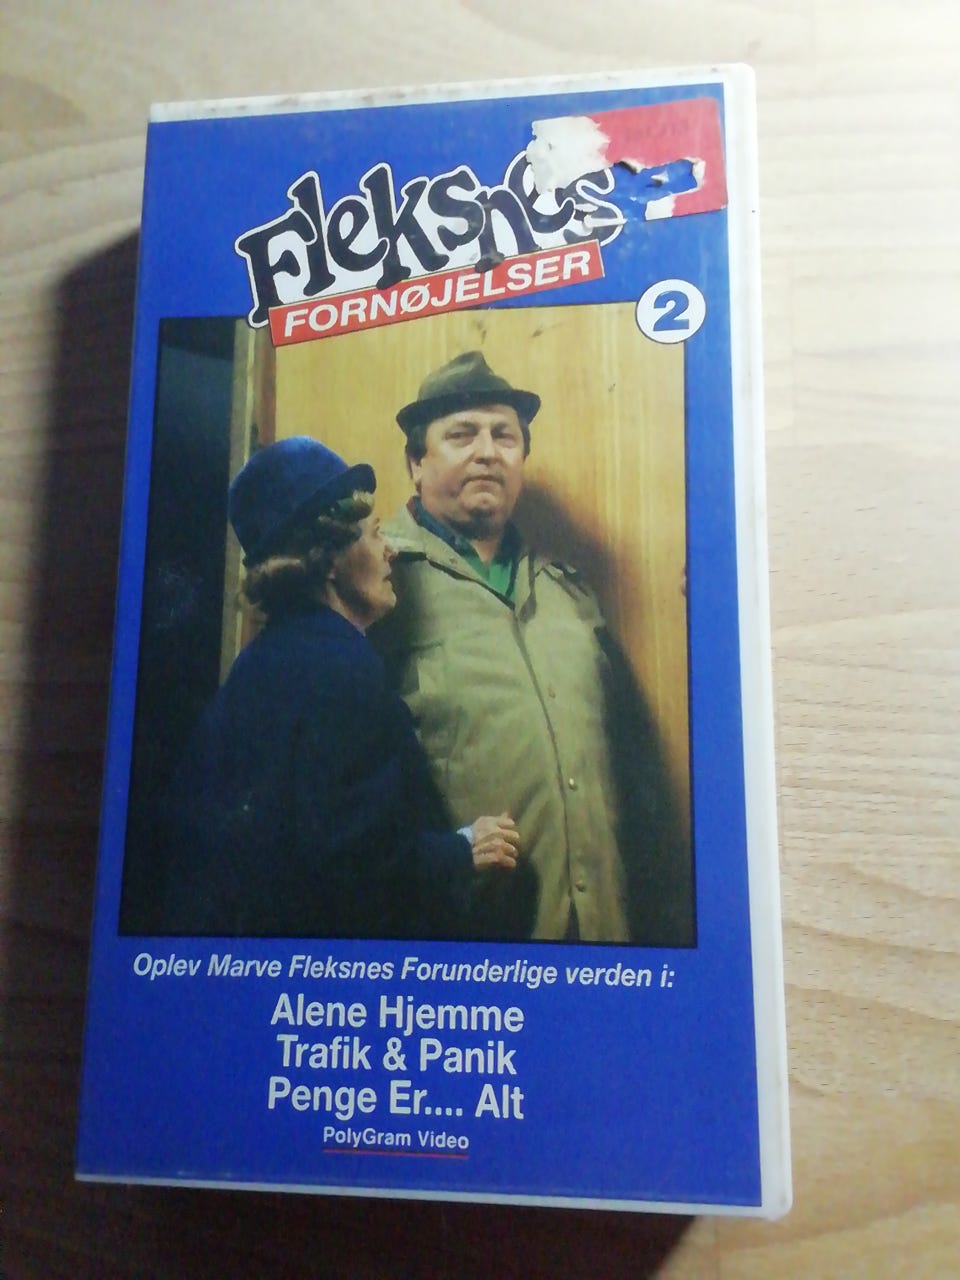 Fleksnes
FORNØJELSER
2
Oplev Marve Fleksnes Forunderlige verden i:
Alene Hjemme
Trafik & Panik
Penge Er.... Alt
PolyGram Video